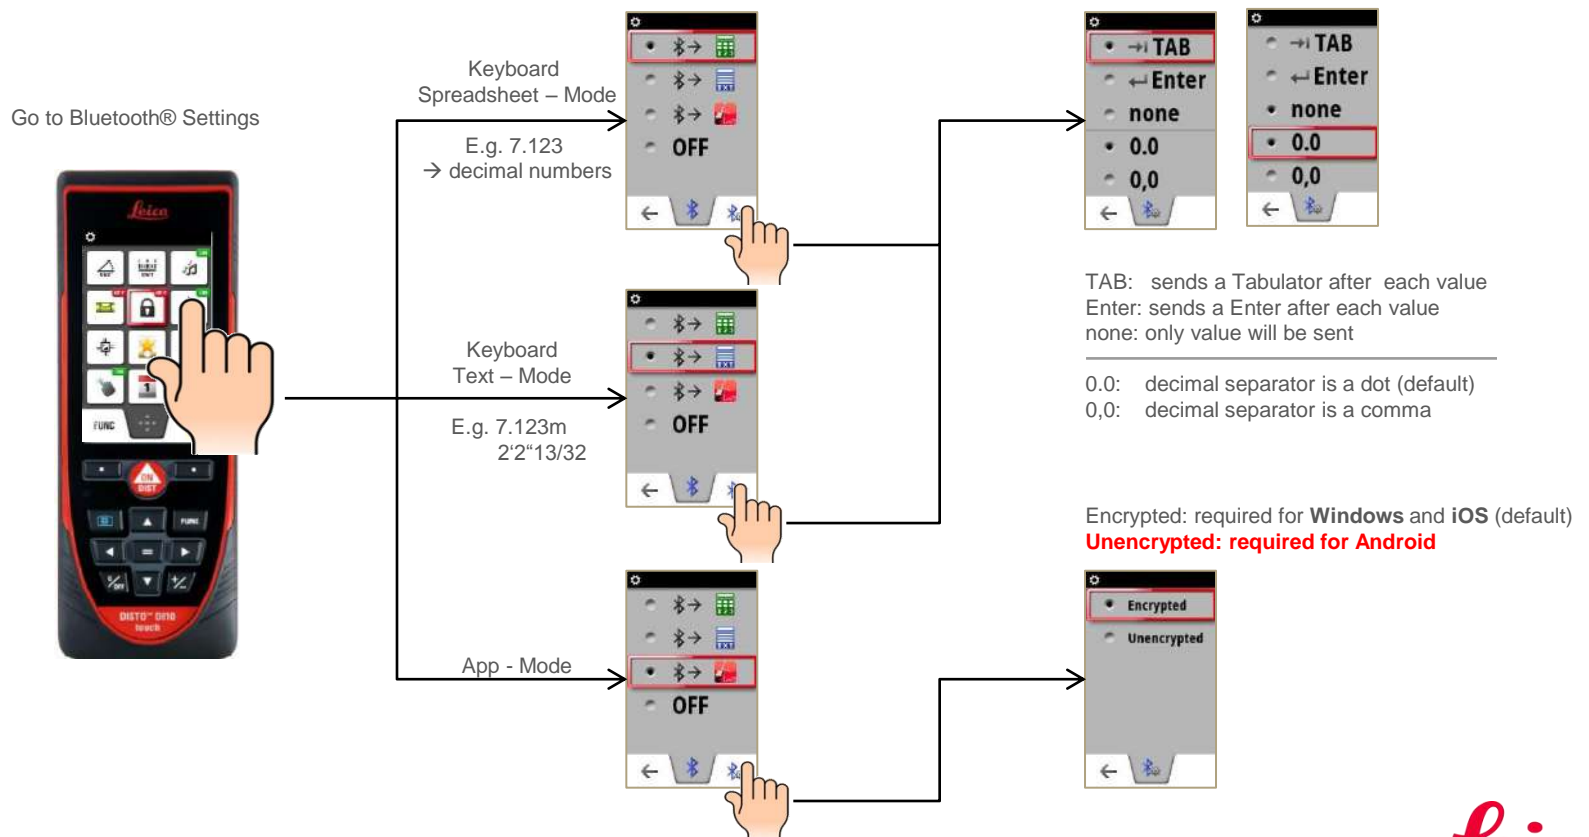 Go to Bluetooth® Settings
Leica
FUNC
ON
DIST
FUNC
OFF
DISTO™ D810
touch
Keyboard
Spreadsheet – Mode
E.g. 7.123
→ decimal numbers
OFF
Keyboard
Text – Mode
E.g. 7.123m
2‘2“13/32
TXT
OFF
App - Mode
TXT
OFF
TAB
Enter
none
0.0
0,0
TAB
Enter
none
0.0
0,0
TAB: sends a Tabulator after each value
Enter: sends a Enter after each value
none: only value will be sent
0.0: decimal separator is a dot (default)
0,0: decimal separator is a comma
Encrypted: required for Windows and iOS (default)
Unencrypted: required for Android
Encrypted
Unencrypted